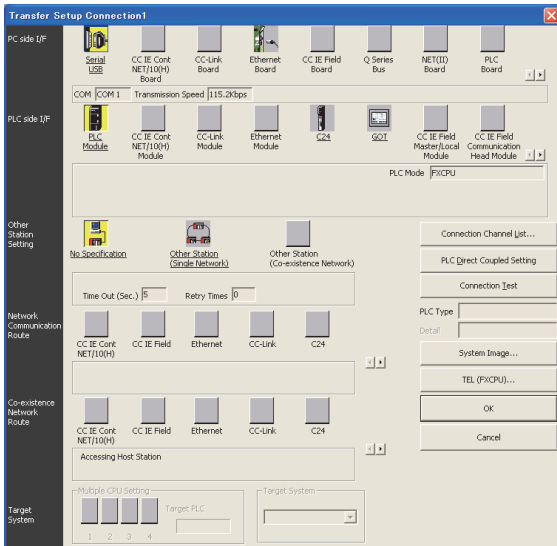 Transfer Setup Connection1
PC side I/F
Serial
USB
CC IE Cont
NET/10(H)
Board
CC-Link
Board
Ethernet
Board
CC IE Field
Board
Q Series
Bus
NET(II)
Board
PLC
Board
COM COM 1 Transmission Speed 115.2Kbps
PLC side I/F
PLC
Module
CC IE Cont
NET/10(H)
Module
CC-Link
Module
Ethernet
Module
C24
GOT
CC IE Field
Master/Local
Module
CC IE Field
Communication
Head Module
PLC Mode FXCPU
Other
Station
Setting
No Specification
Other Station
(Single Network)
Other Station
(Co-existence Network)
Time Out (Sec.) 5 Retry Times 0
Connection Channel List...
PLC Direct Coupled Setting
Connection Test
PLC Type
Detail
System Image...
TEL (FXCPU)...
OK
Cancel
Network
Communication
Route
CC IE Cont
NET/10(H)
CC IE Field
Ethernet
CC-Link
C24
Co-existence
Network
Route
CC IE Cont
NET/10(H)
CC IE Field
Ethernet
CC-Link
C24
Accessing Host Station
Target
System
Multiple CPU Setting
1 2 3 4
Target PLC
Target System